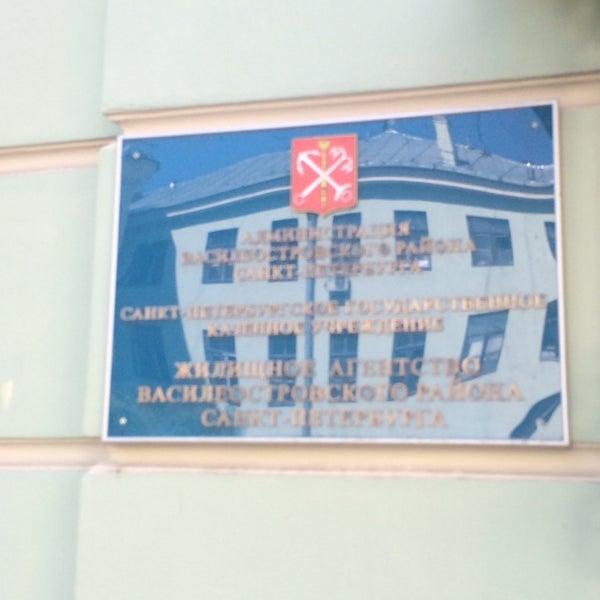 АДМИНИСТРАЦИЯ
ВАСИЛЕОСТРОВСКОГО РАЙОНА
САНКТ-ПЕТЕРБУРГА
САНКТ-ПЕТЕРБУРГСКОЕ ГОСУДАРСТВЕННОЕ
КАЗЕННОЕ УЧРЕЖДЕНИЕ
ЖИЛИЩНОЕ АГЕНТСТВО
ВАСИЛЕОСТРОВСКОГО РАЙОНА
САНКТ-ПЕТЕРБУРГА